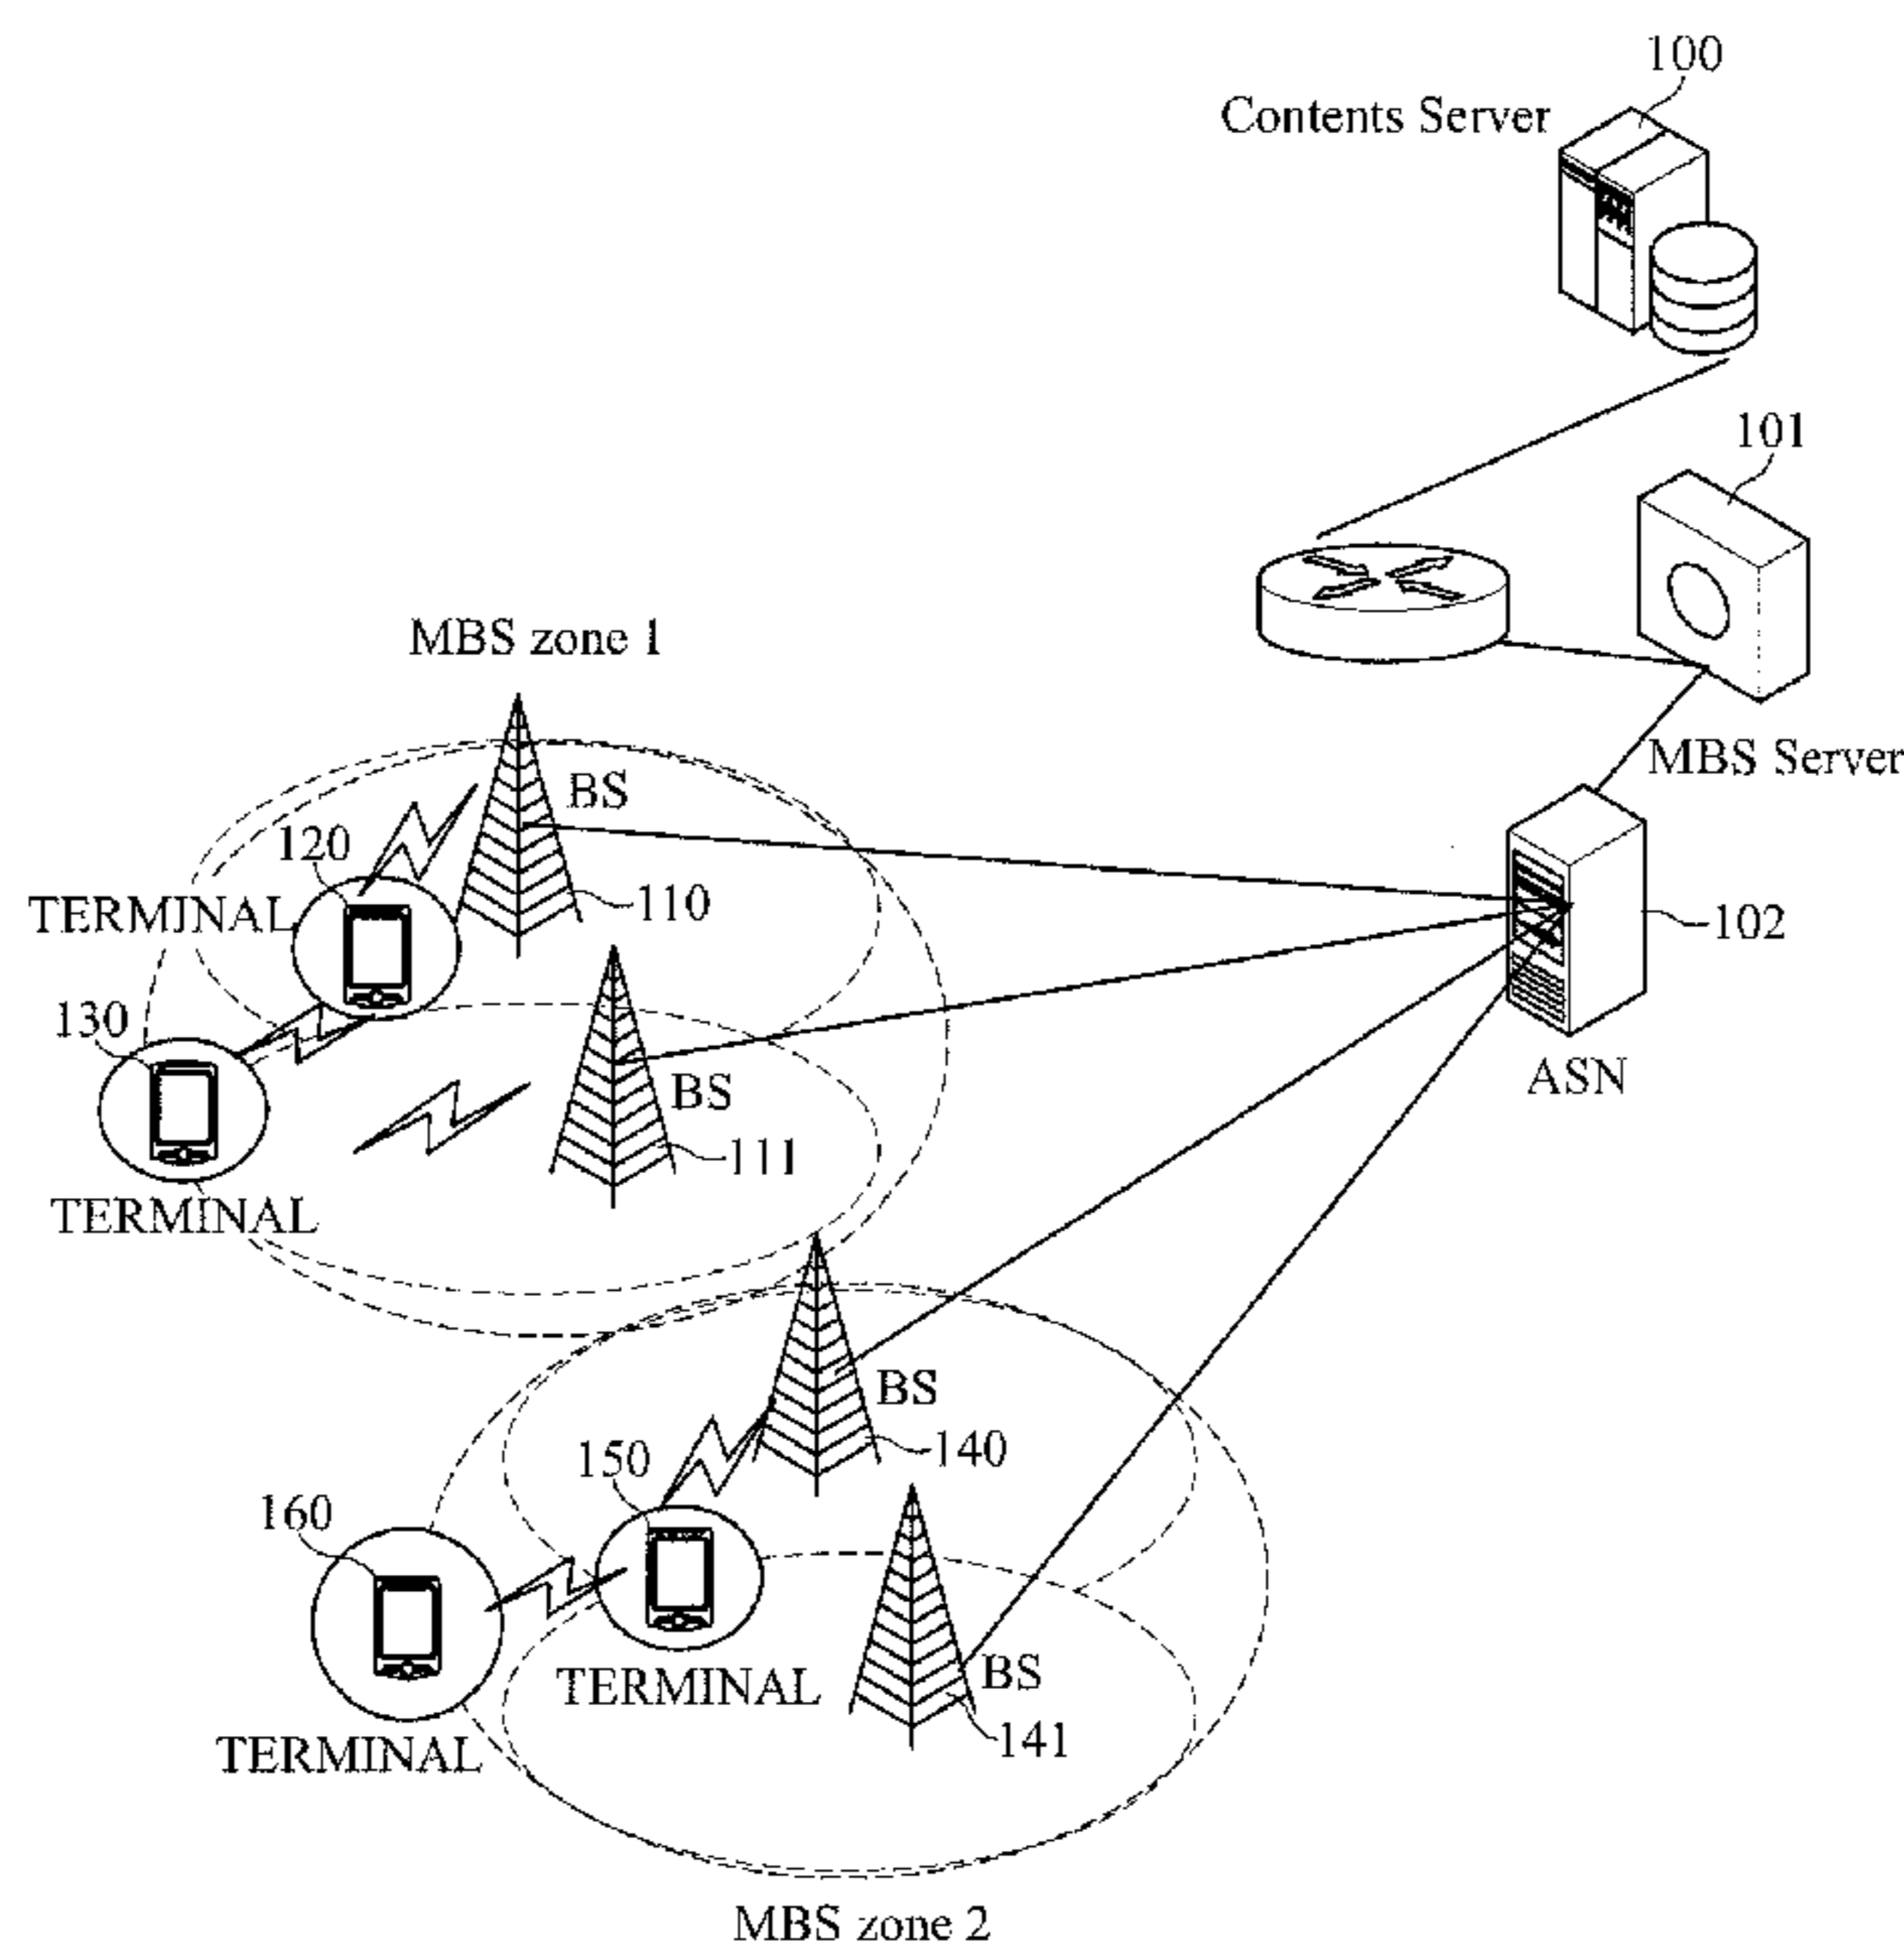 100
Contents Server
101
MBS zone 1
MBS Server
BS
120
TERMINAL
110
102
130
ASN
BS
111
TERMINAL
BS
140
150
160
BS
TERMINAL
141
TERMINAL
MBS zone 2